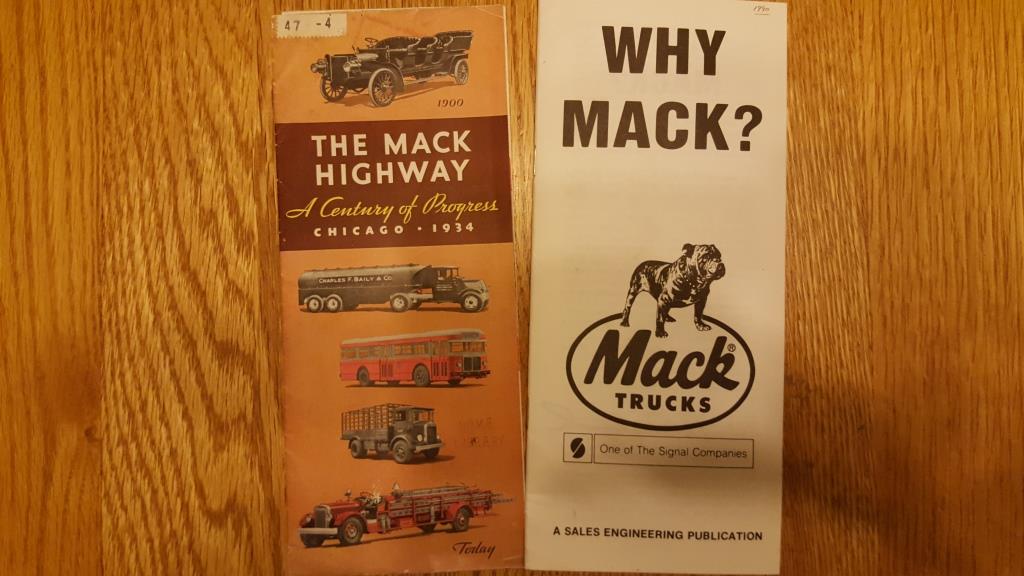 47 -4
1900
THE MACK
HIGHWAY
A Century of Progress
CHICAGO · 1934
CHARLES F. BAILY & CO.
Today
WHY
MACK?
Mack®
TRUCKS
One of The Signal Companies
A SALES ENGINEERING PUBLICATION